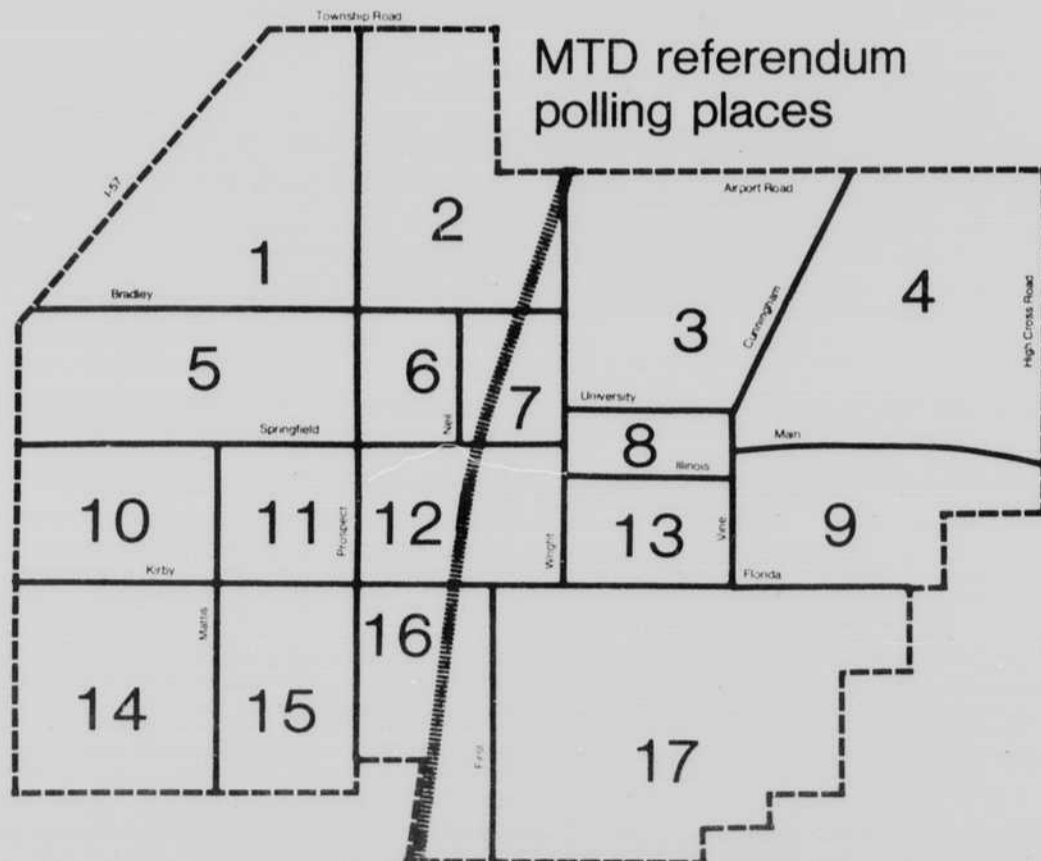 Township Road
MTD referendum
polling places
I-57
Airport Road
2
1
4
Bradley
3
Cunningham
High Cross Road
5
6
7
University
Springfield
Neil
8
Main
Illinois
10
11
Prospect
12
Wright
13
Vine
9
Kirby
Florida
Mattis
16
14
15
First
17